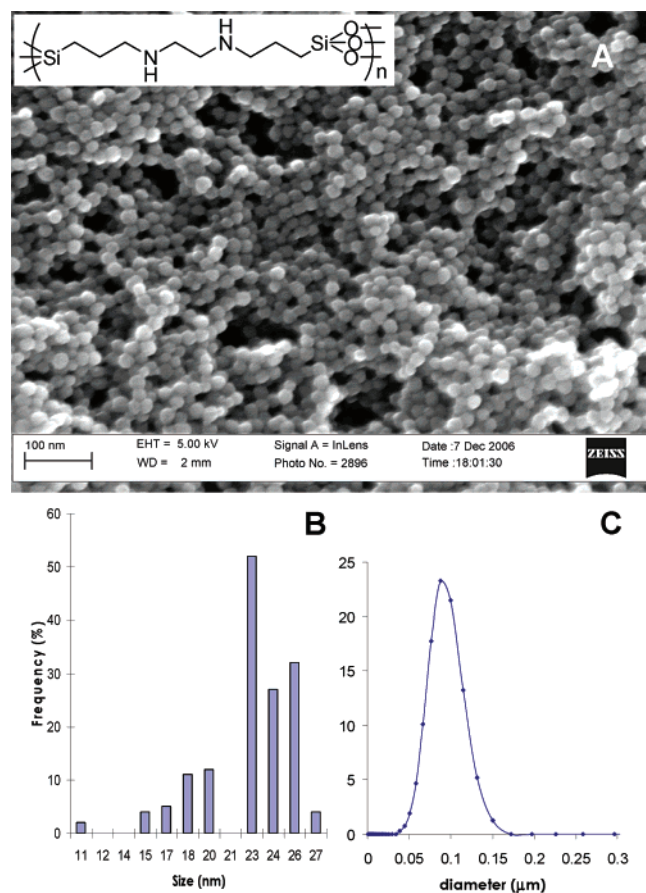 Si N H H N Si O O O n
A
100 nm
EHT = 5.00 kV
WD = 2 mm
Signal A = InLens
Photo No. = 2896
Date :7 Dec 2006
Time :18:01:30
ZEISS
B
Frequency (%)
60
50
40
30
20
10
0
11 12 14 15 17 18 20 21 23 24 26 27
Size (nm)
C
25
20
15
10
5
0
0 0.05 0.1 0.15 0.2 0.25 0.3
diameter (μm)